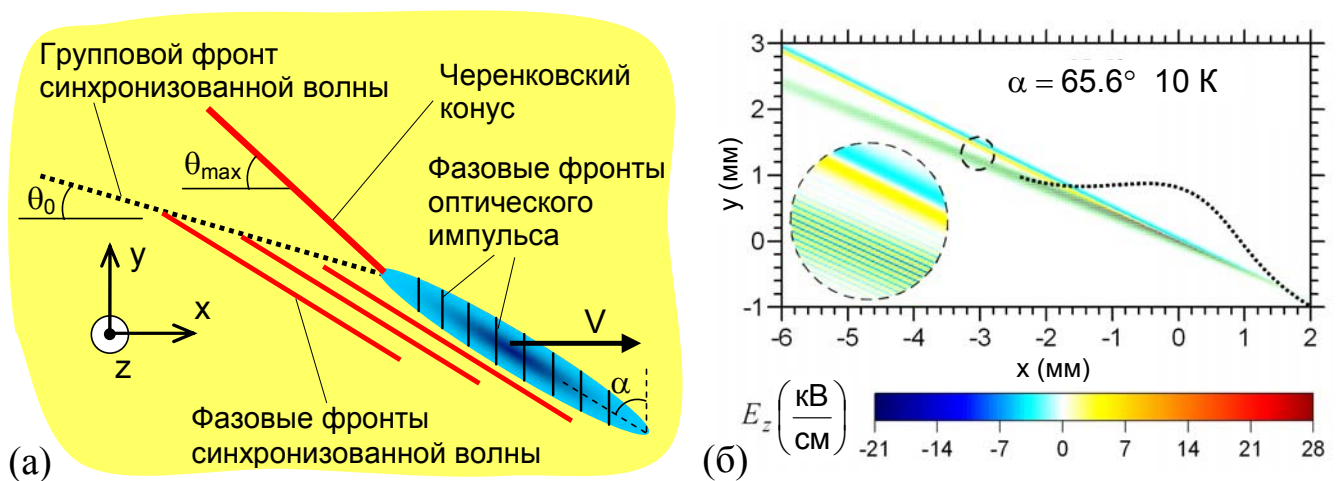 Групповой фронт
синхронизованной волны
Черенковский
конус
θmax
θ0
Фазовые фронты
оптического
импульса
y
x
z
V
α
Фазовые фронты
синхронизованной волны
(а)
α = 65.6° 10 К
y (мм)
3
2
1
0
-1
-6 -5 -4 -3 -2 -1 0 1 2
x (мм)
Ez (кВ/см)
-21 -14 -7 0 7 14 21 28
(б)